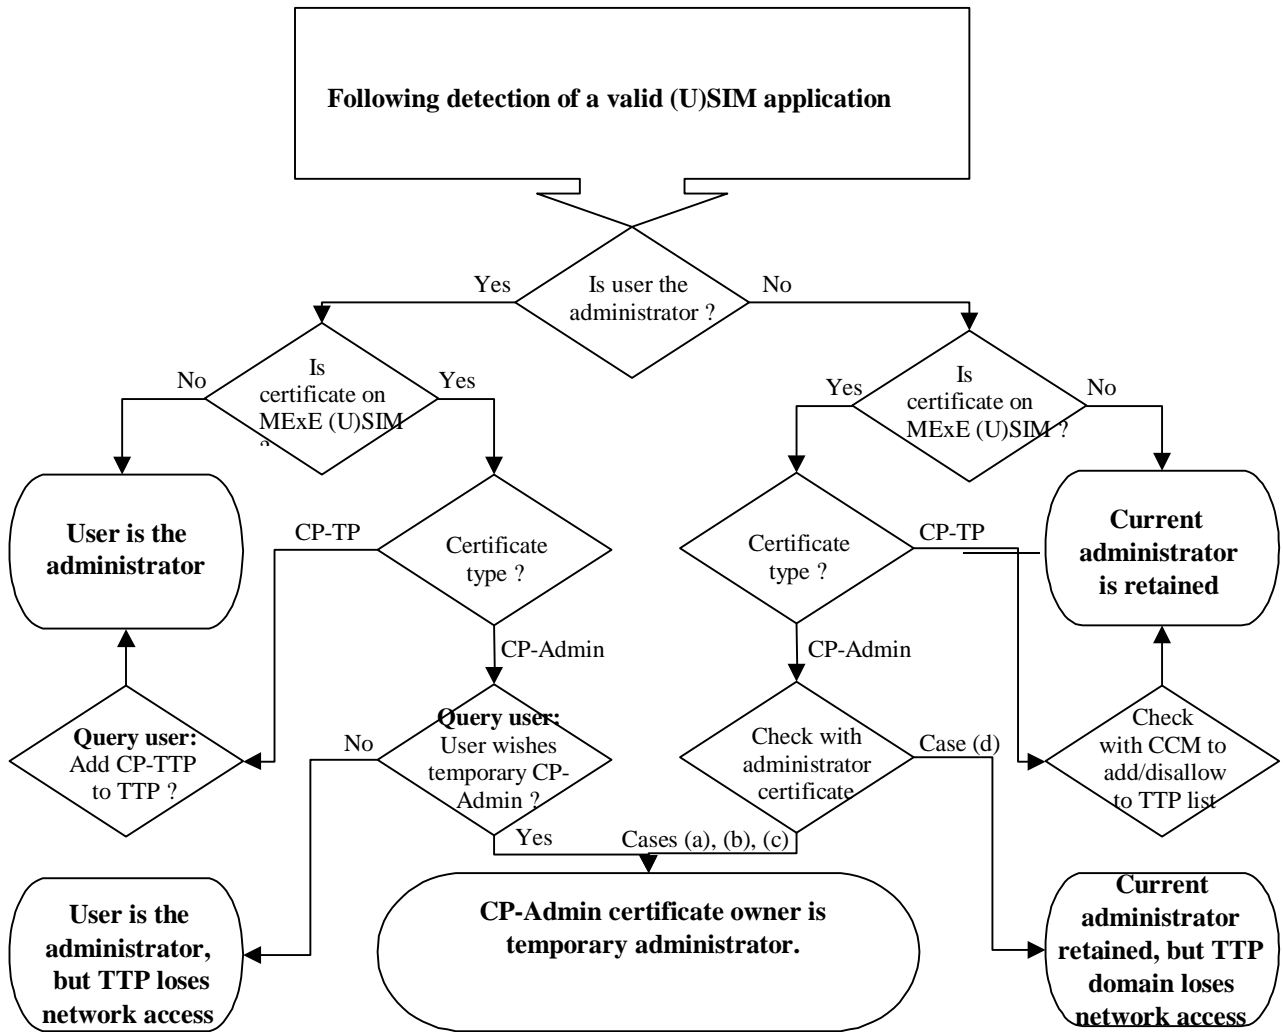 Following detection of a valid (U)SIM application
Yes
Is user the
administrator ?
No
No
Is
certificate on
MExE (U)SIM
?
Yes
Yes
Is
certificate on
MExE (U)SIM ?
No
User is the
administrator
CP-TP
Certificate
type ?
Certificate
type ?
CP-TP
Current
administrator
is retained
CP-Admin
CP-Admin
Query user:
Add CP-TTP
to TTP ?
No
Query user:
User wishes
temporary CP-
Admin ?
Check with
administrator
certificate
Case (d)
Check
with CCM to
add/disallow
to TTP list
Yes
Cases (a), (b), (c)
User is the
administrator,
but TTP loses
network access
CP-Admin certificate owner is
temporary administrator.
Current
administrator
retained, but TTP
domain loses
network access